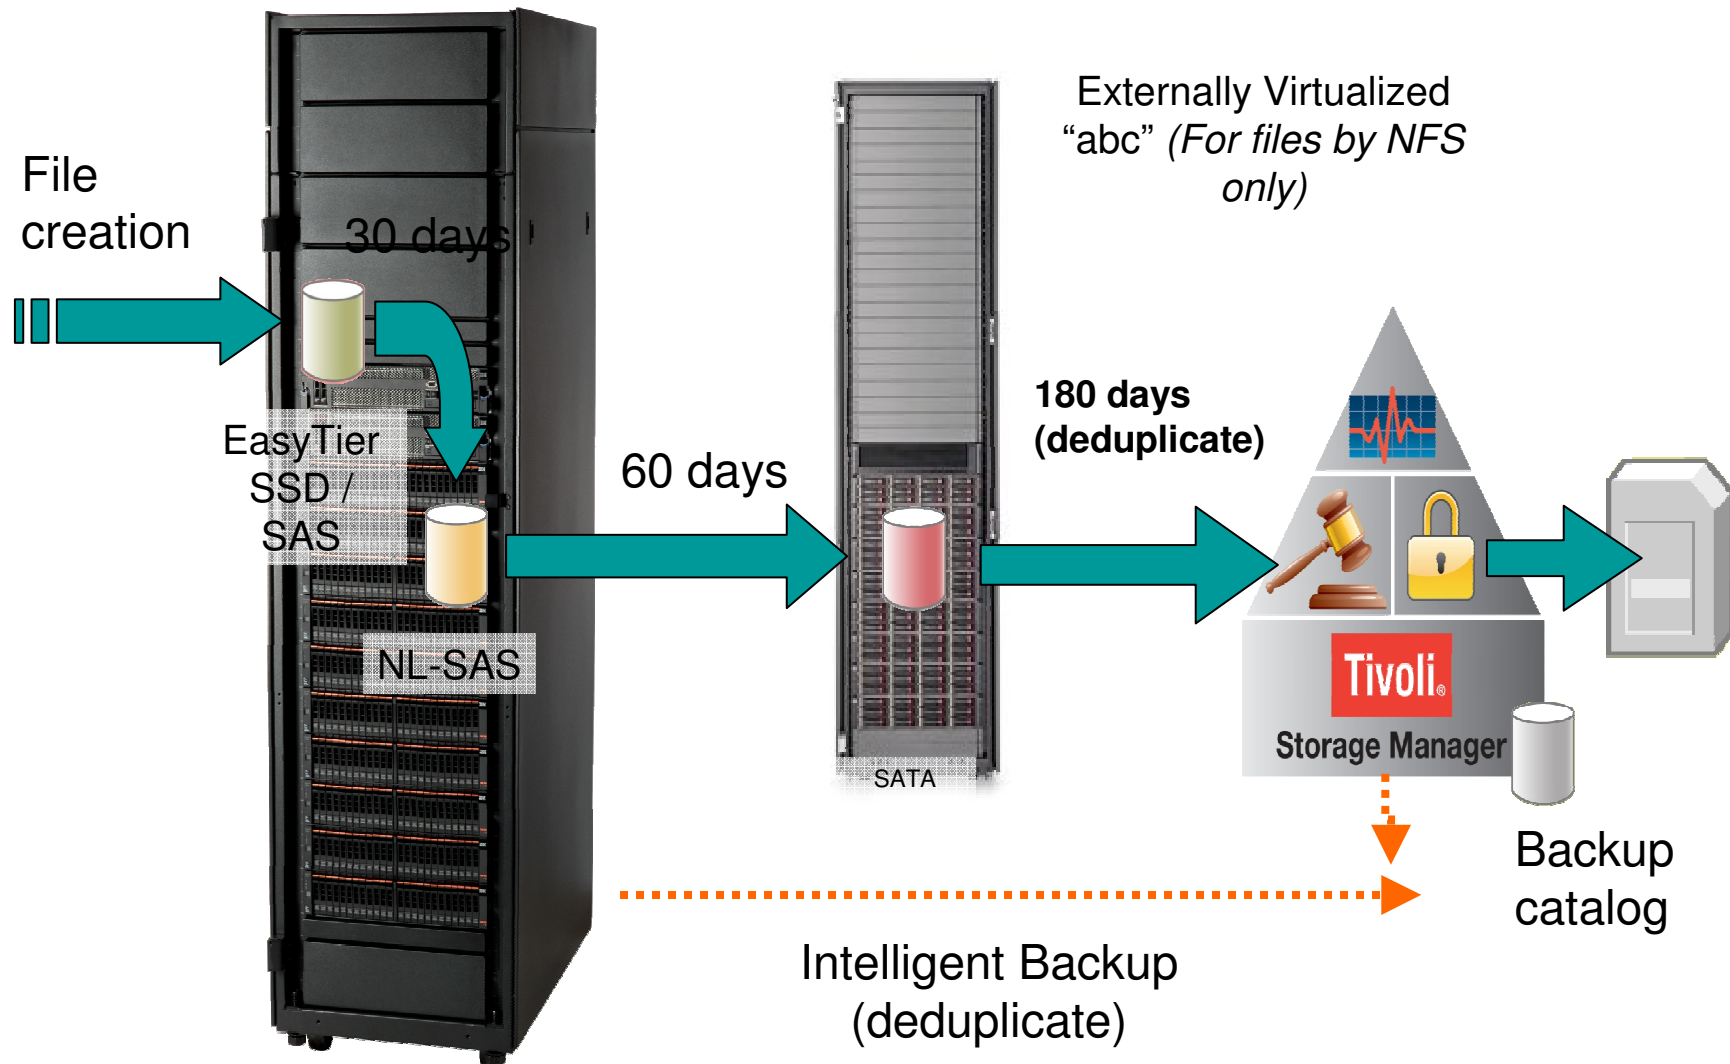 File
creation
30 days
EasyTier
SSD /
SAS
NL-SAS
60 days
SATA
Externally Virtualized
“abc” (For files by NFS
only)
180 days
(deduplicate)
Tivoli®
Storage Manager
Backup
catalog
Intelligent Backup
(deduplicate)